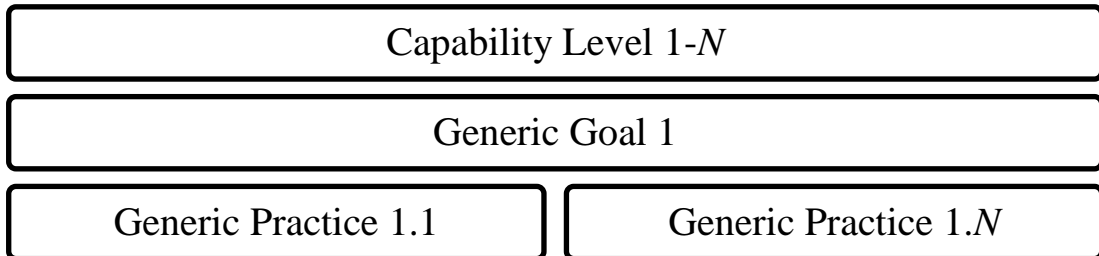 Capability Level 1-N
Generic Goal 1
Generic Practice 1.1
Generic Practice 1.N